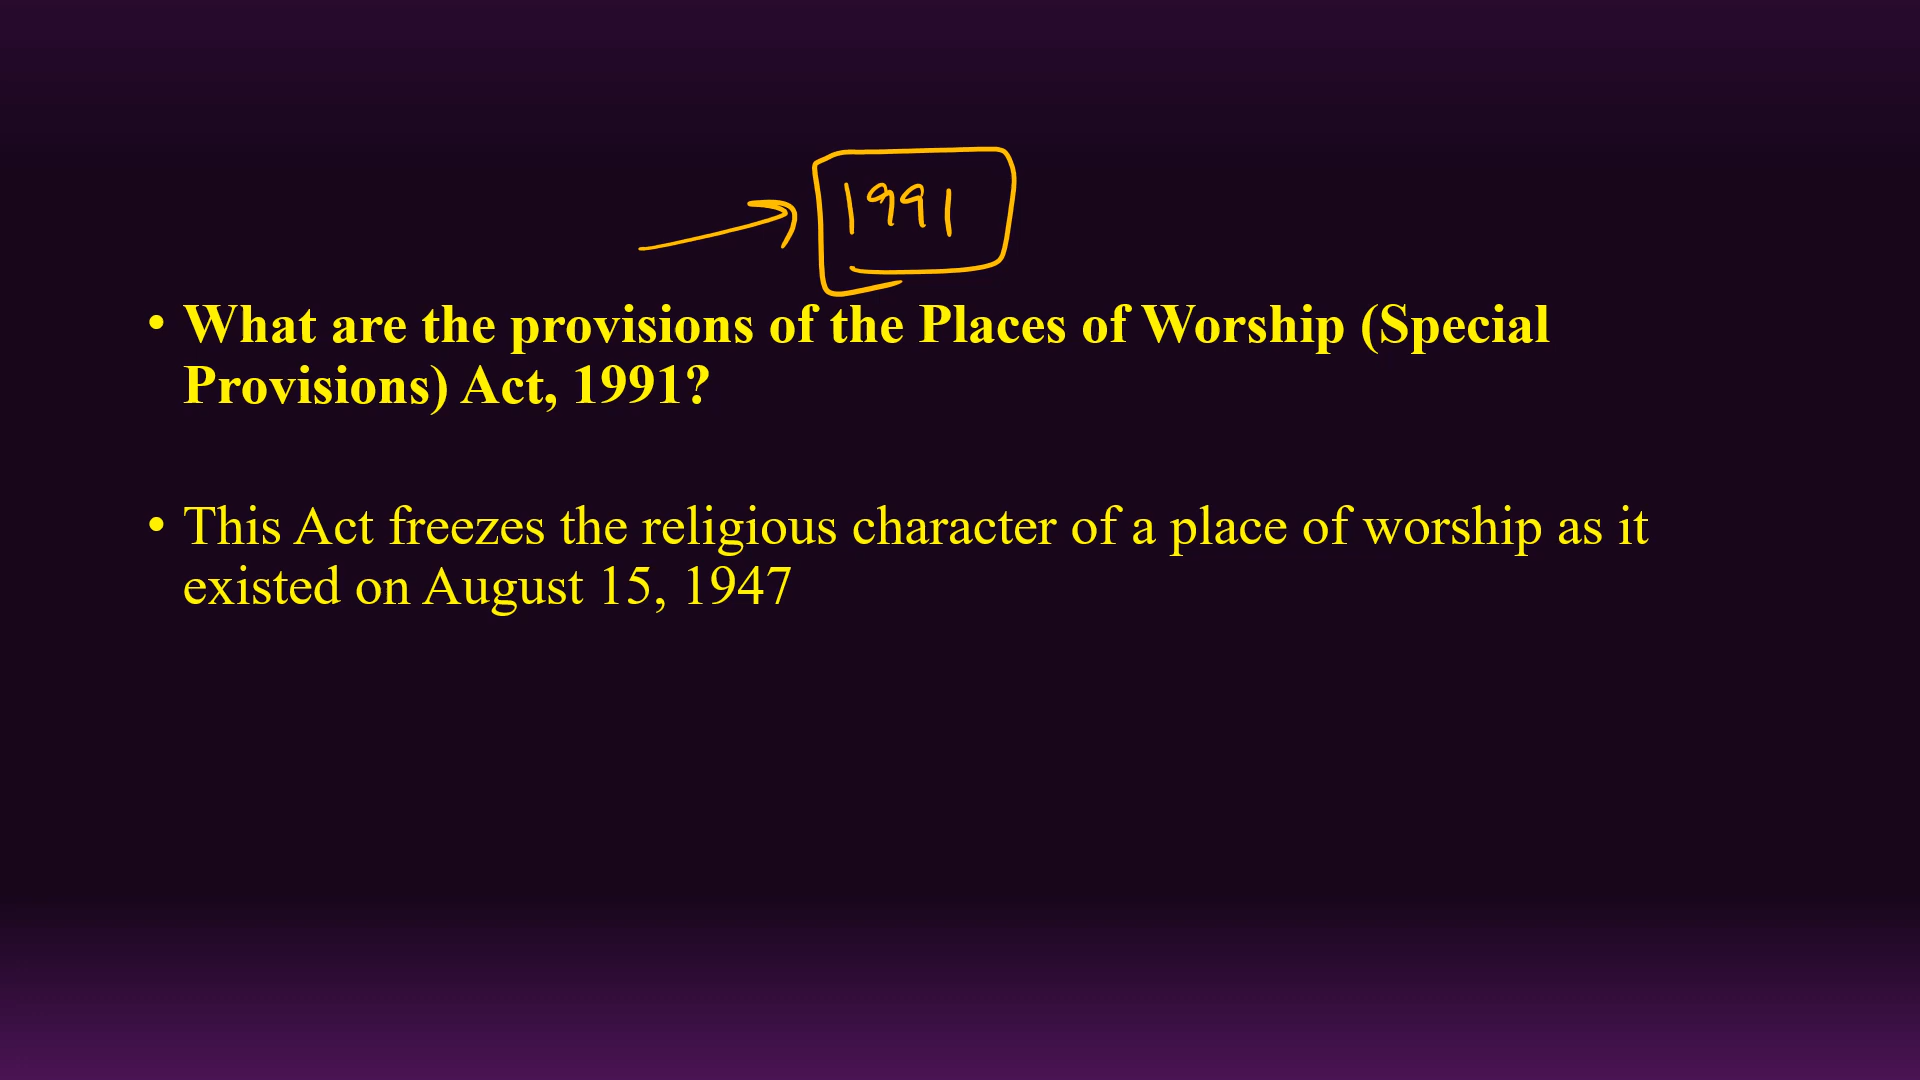 1991
• What are the provisions of the Places of Worship (Special
Provisions) Act, 1991?
• This Act freezes the religious character of a place of worship as it
existed on August 15, 1947